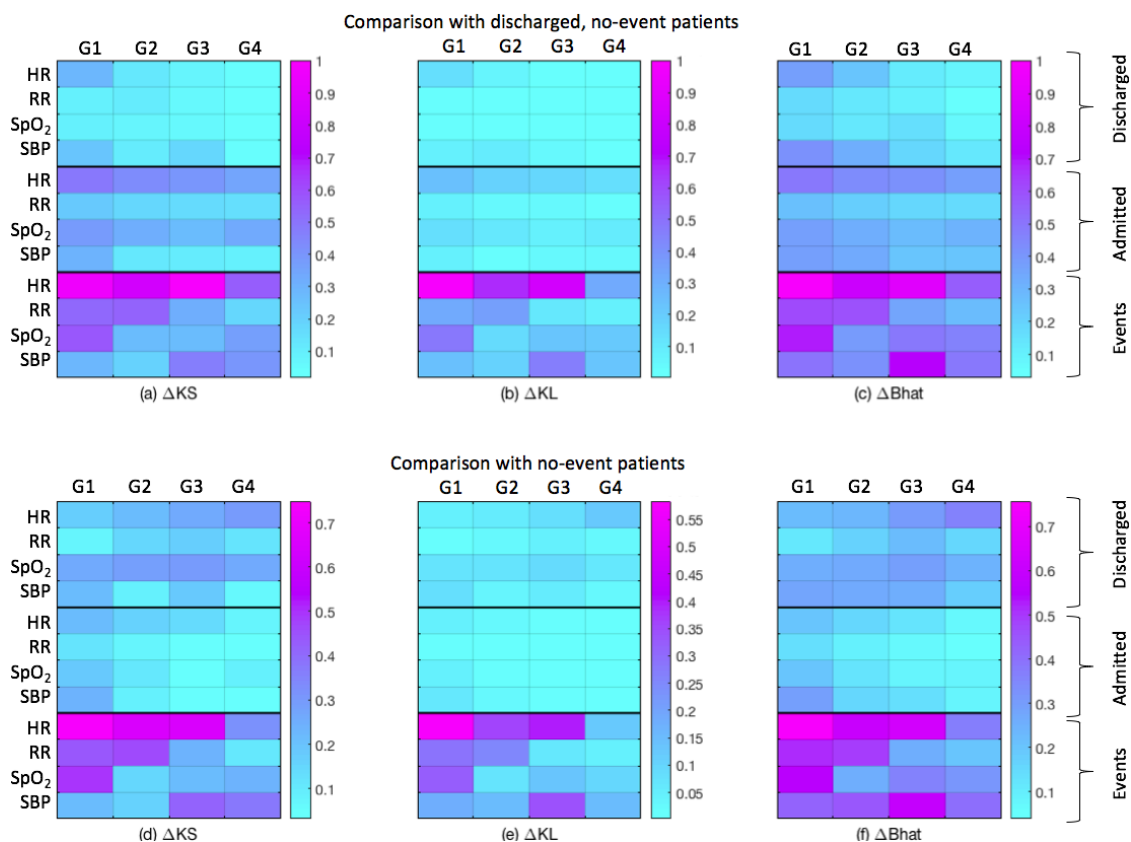 Comparison with discharged, no-event patients
G1 G2 G3 G4
G1 G2 G3 G4
G1 G2 G3 G4
HR
RR
SpO₂
SBP
HR
RR
SpO₂
SBP
HR
RR
SpO₂
SBP
1
0.9
0.8
0.7
0.6
0.5
0.4
0.3
0.2
0.1
1
0.9
0.8
0.7
0.6
0.5
0.4
0.3
0.2
0.1
1
0.9
0.8
0.7
0.6
0.5
0.4
0.3
0.2
0.1
Discharged
Admitted
Events
(a) ΔKS
(b) ΔKL
(c) ΔBhat
Comparison with no-event patients
G1 G2 G3 G4
G1 G2 G3 G4
G1 G2 G3 G4
HR
RR
SpO₂
SBP
HR
RR
SpO₂
SBP
HR
RR
SpO₂
SBP
0.7
0.6
0.5
0.4
0.3
0.2
0.1
0.55
0.5
0.45
0.4
0.35
0.3
0.25
0.2
0.15
0.1
0.05
0.7
0.6
0.5
0.4
0.3
0.2
0.1
Discharged
Admitted
Events
(d) ΔKS
(e) ΔKL
(f) ΔBhat